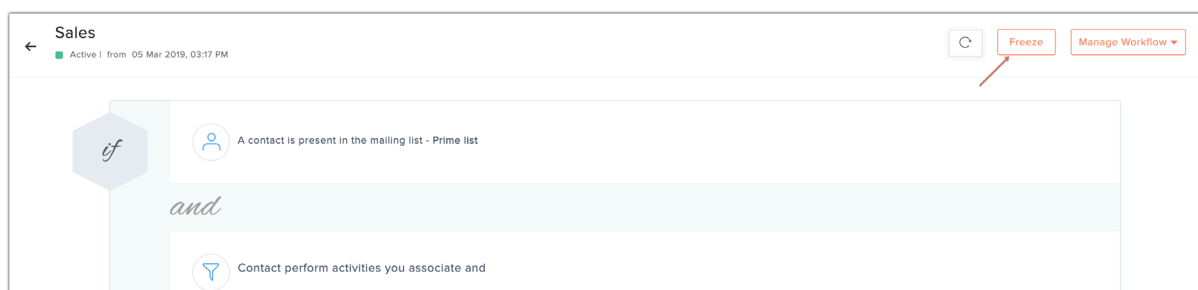 Sales
Active | from 05 Mar 2019, 03:17 PM
Freeze
Manage Workflow
if
A contact is present in the mailing list - Prime list
and
Contact perform activities you associate and